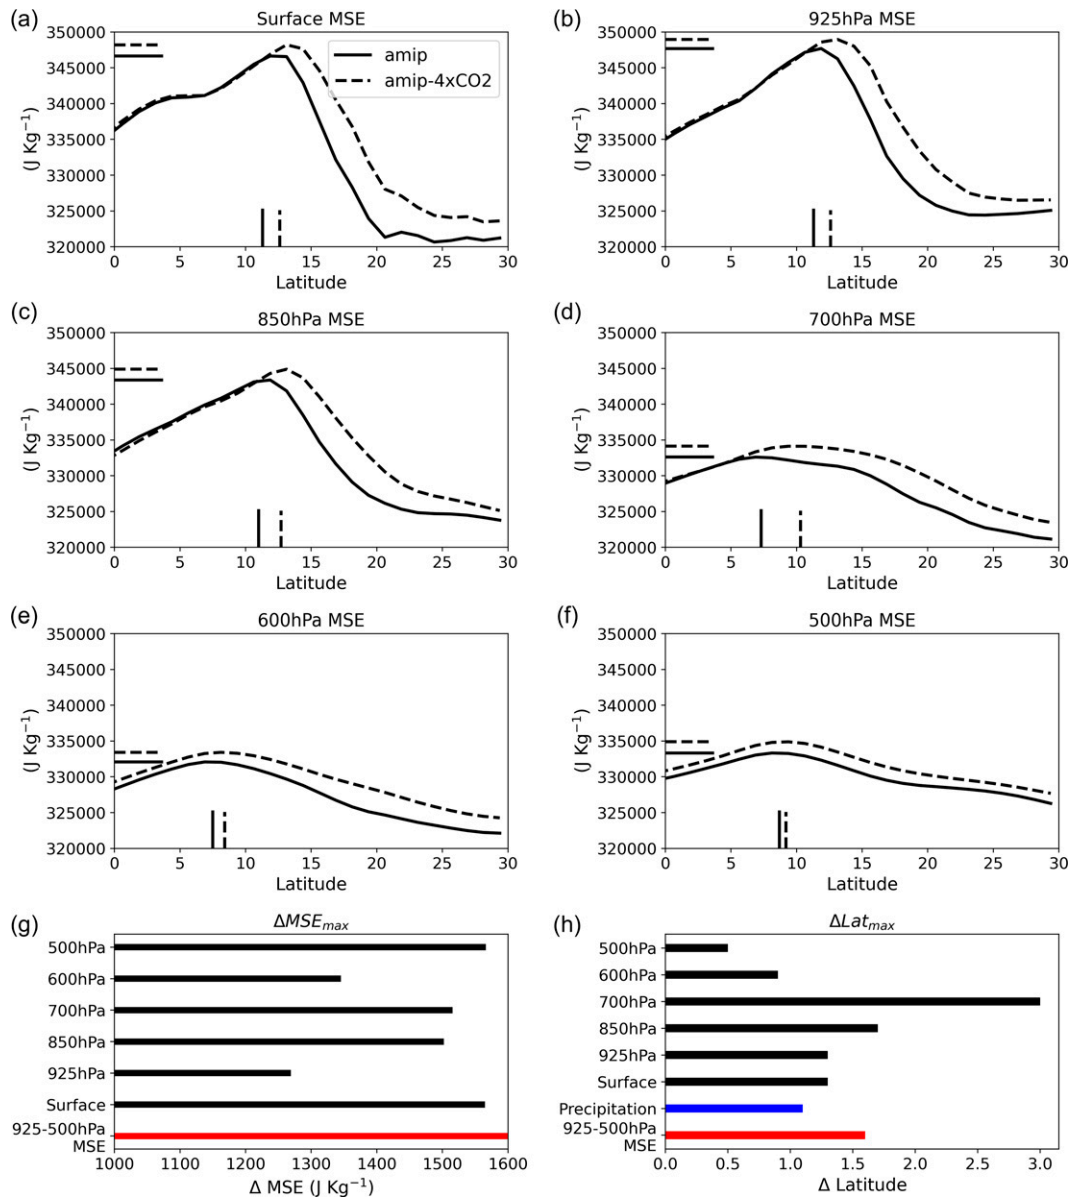 (a)
Surface MSE
350000
345000
340000
335000
330000
325000
320000
(J Kg⁻¹)
amip
amip-4xCO2
0 5 10 15 20 25 30
Latitude
(b)
925hPa MSE
350000
345000
340000
335000
330000
325000
320000
(J Kg⁻¹)
0 5 10 15 20 25 30
Latitude
(c)
850hPa MSE
350000
345000
340000
335000
330000
325000
320000
(J Kg⁻¹)
0 5 10 15 20 25 30
Latitude
(d)
700hPa MSE
350000
345000
340000
335000
330000
325000
320000
(J Kg⁻¹)
0 5 10 15 20 25 30
Latitude
(e)
600hPa MSE
350000
345000
340000
335000
330000
325000
320000
(J Kg⁻¹)
0 5 10 15 20 25 30
Latitude
(f)
500hPa MSE
350000
345000
340000
335000
330000
325000
320000
(J Kg⁻¹)
0 5 10 15 20 25 30
Latitude
(g)
ΔMSEmax
500hPa
600hPa
700hPa
850hPa
925hPa
Surface
925-500hPa
MSE
1000 1100 1200 1300 1400 1500 1600
Δ MSE (J Kg⁻¹)
(h)
ΔLatmax
500hPa
600hPa
700hPa
850hPa
925hPa
Surface
Precipitation
925-500hPa
MSE
0.0 0.5 1.0 1.5 2.0 2.5 3.0
Δ Latitude